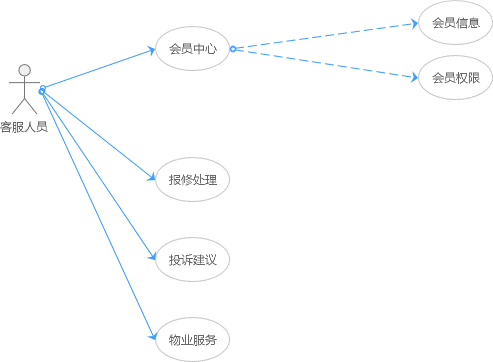 会员信息
会员中心
会员权限
客服人员
报修处理
投诉建议
物业服务